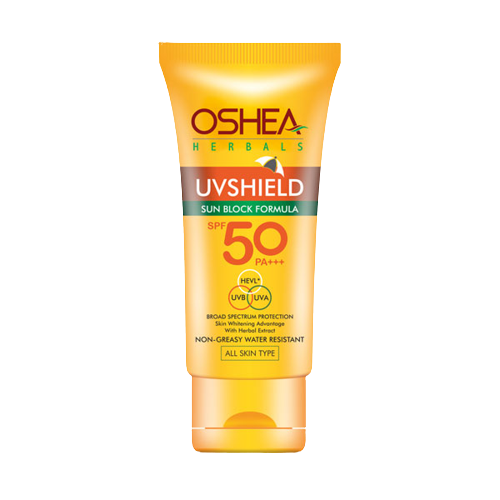 OSHEA
HERBALS
UVSHIELD
SUN BLOCK FORMULA
SPF 50
PA+++
HEVL*
UVB UVA
BROAD SPECTRUM PROTECTION
Skin Whitening Advantage
With Herbal Extract
NON-GREASY WATER RESISTANT
ALL SKIN TYPE